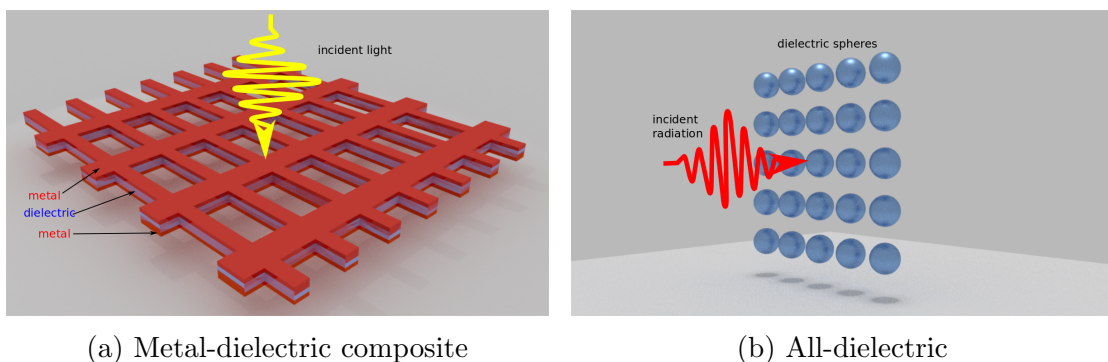 incident light
metal
dielectric
metal
(a) Metal-dielectric composite
dielectric spheres
incident
radiation
(b) All-dielectric